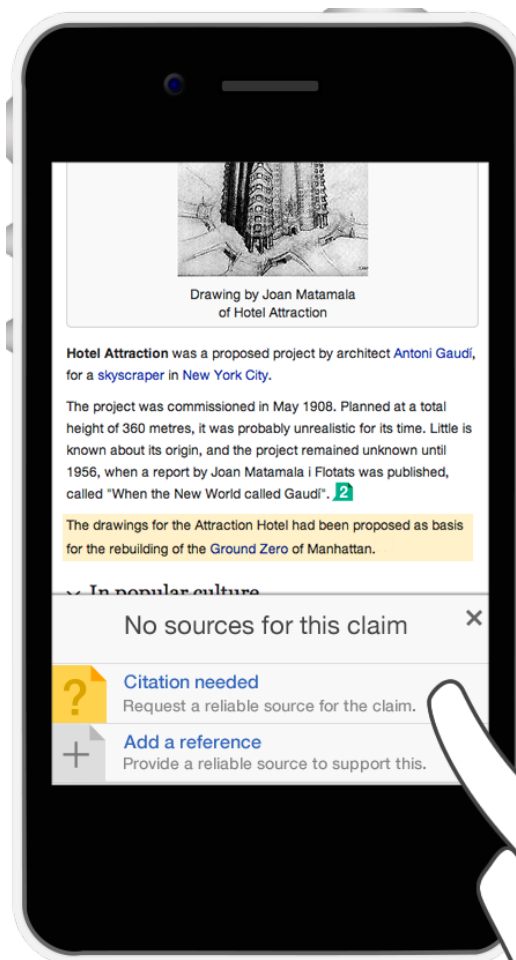 Drawing by Joan Matamala
of Hotel Attraction
Hotel Attraction was a proposed project by architect Antoni Gaudí,
for a skyscraper in New York City.
The project was commissioned in May 1908. Planned at a total
height of 360 metres, it was probably unrealistic for its time. Little is
known about its origin, and the project remained unknown until
1956, when a report by Joan Matamala i Flotats was published,
called "When the New World called Gaudí". 2
The drawings for the Attraction Hotel had been proposed as basis
for the rebuilding of the Ground Zero of Manhattan.
In popular culture
No sources for this claim ×
? Citation needed
Request a reliable source for the claim.
+ Add a reference
Provide a reliable source to support this.